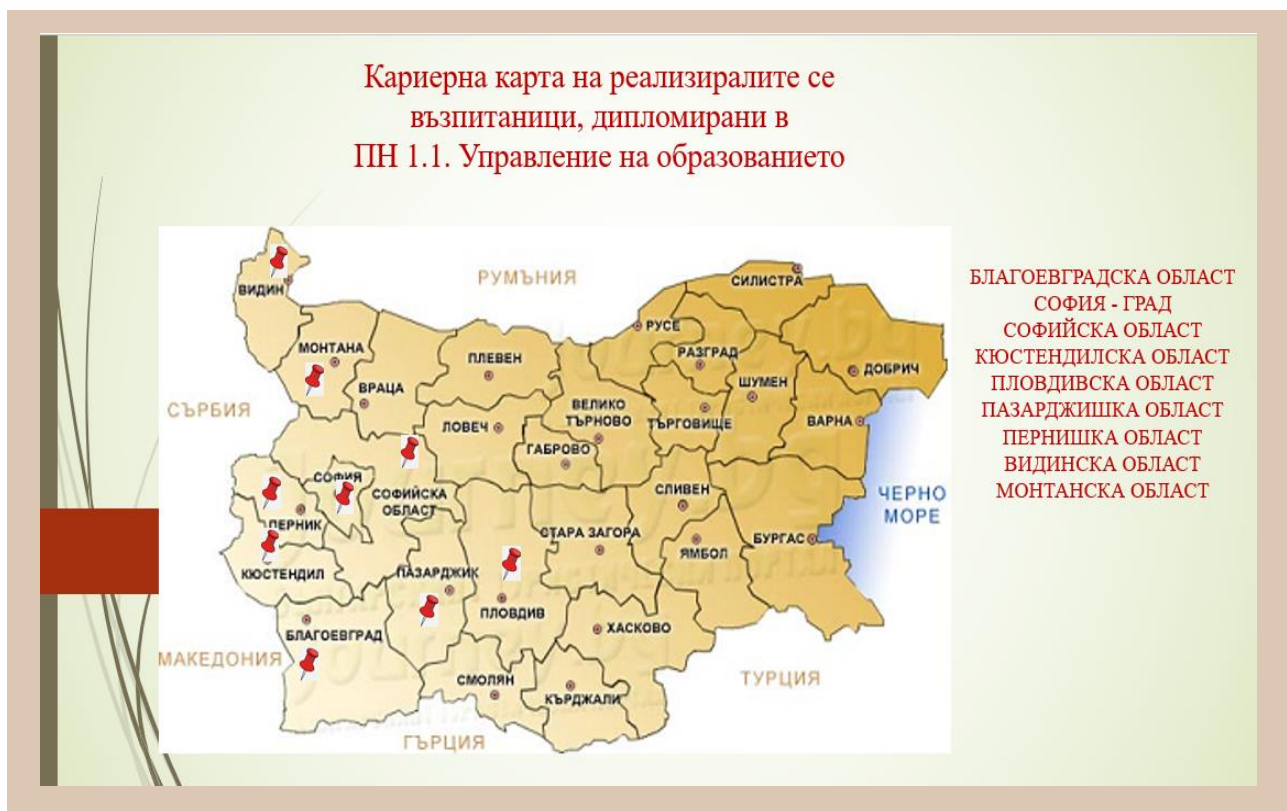 Кариерна карта на реализиралите се
възпитаници, дипломирани в
ПН 1.1. Управление на образованието
ВИДИН
РУМЪНИЯ
СИЛИСТРА
РУСЕ
МОНТАНА
ПЛЕВЕН
РАЗГРАД
ДОБРИЧ
ШУМЕН
ВРАЦА
СЪРБИЯ
ВЕЛИКО
ТЪРНОВО
ТЪРГОВИЩЕ
ВАРНА
ЛОВЕЧ
ГАБРОВО
СОФИЯ
СОФИЙСКА
ОБЛАСТ
СЛИВЕН
ЧЕРНО
МОРЕ
ПЕРНИК
СТАРА ЗАГОРА
ЯМБОЛ
БУРГАС
КЮСТЕНДИЛ
ПАЗАРДЖИК
ПЛОВДИВ
ХАСКОВО
БЛАГОЕВГРАД
МАКЕДОНИЯ
СМОЛЯН
КЪРДЖАЛИ
ТУРЦИЯ
ГЪРЦИЯ
БЛАГОЕВГРАДСКА ОБЛАСТ
СОФИЯ - ГРАД
СОФИЙСКА ОБЛАСТ
КЮСТЕНДИЛСКА ОБЛАСТ
ПЛОВДИВСКА ОБЛАСТ
ПАЗАРДЖИШКА ОБЛАСТ
ПЕРНИШКА ОБЛАСТ
ВИДИНСКА ОБЛАСТ
МОНТАНСКА ОБЛАСТ